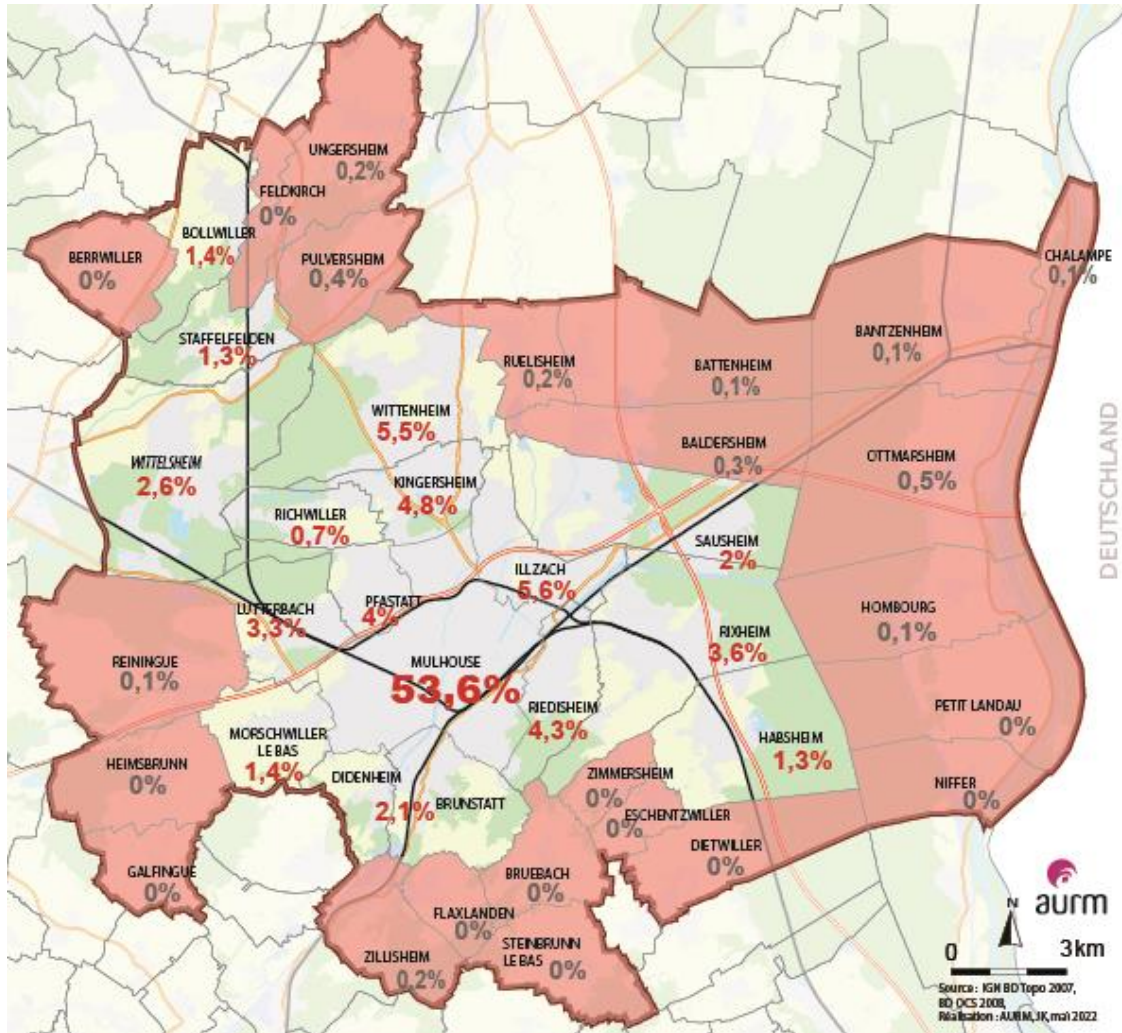 UNGERSHEIM
0,2%
FELDKIRCH
0%
BOLLWILLER
1,4%
BERRWILLER
0%
PULVERSHEIM
0,4%
CHALAMPE
0,1%
STAFFELFELDEN
1,3%
RUELISHEIM
0,2%
BATTENHEIM
0,1%
BANTZENHEIM
0,1%
WITTENHEIM
5,5%
BALDERSHEIM
0,3%
OTTMARSHEIM
0,5%
WITTELSHEIM
2,6%
KINGERSHEIM
4,8%
RICHWILLER
0,7%
DEUTSCHLAND
SAUSHEIM
2%
ILLZACH
5,6%
PFASTATT
4%
LUTTERBACH
3,3%
HOMBOURG
0,1%
RIXHEIM
3,6%
REININGUE
0,1%
MULHOUSE
53,6%
RIEDISHEIM
4,3%
PETIT LANDAU
0%
MORSCHWILLER
LE BAS
1,4%
HABSHEIM
1,3%
HEIMSBRUNN
0%
DIDENHEIM
2,1%
BRUNSTATT
ZIMMERSHEIM
0%
NIFFER
0%
ESCHENTZWILLER
0%
DIETWILLER
0%
GALFINGUE
0%
BRUEBACH
0%
FLAXLANDEN
0%
STEINBRUNN
LE BAS
0%
ZILLISHEIM
0,2%
aurm
N
0
3km
Source : IGN BD Topo 2007,
BD OCS 2008,
Réalisation : AURM, JK, mai 2022